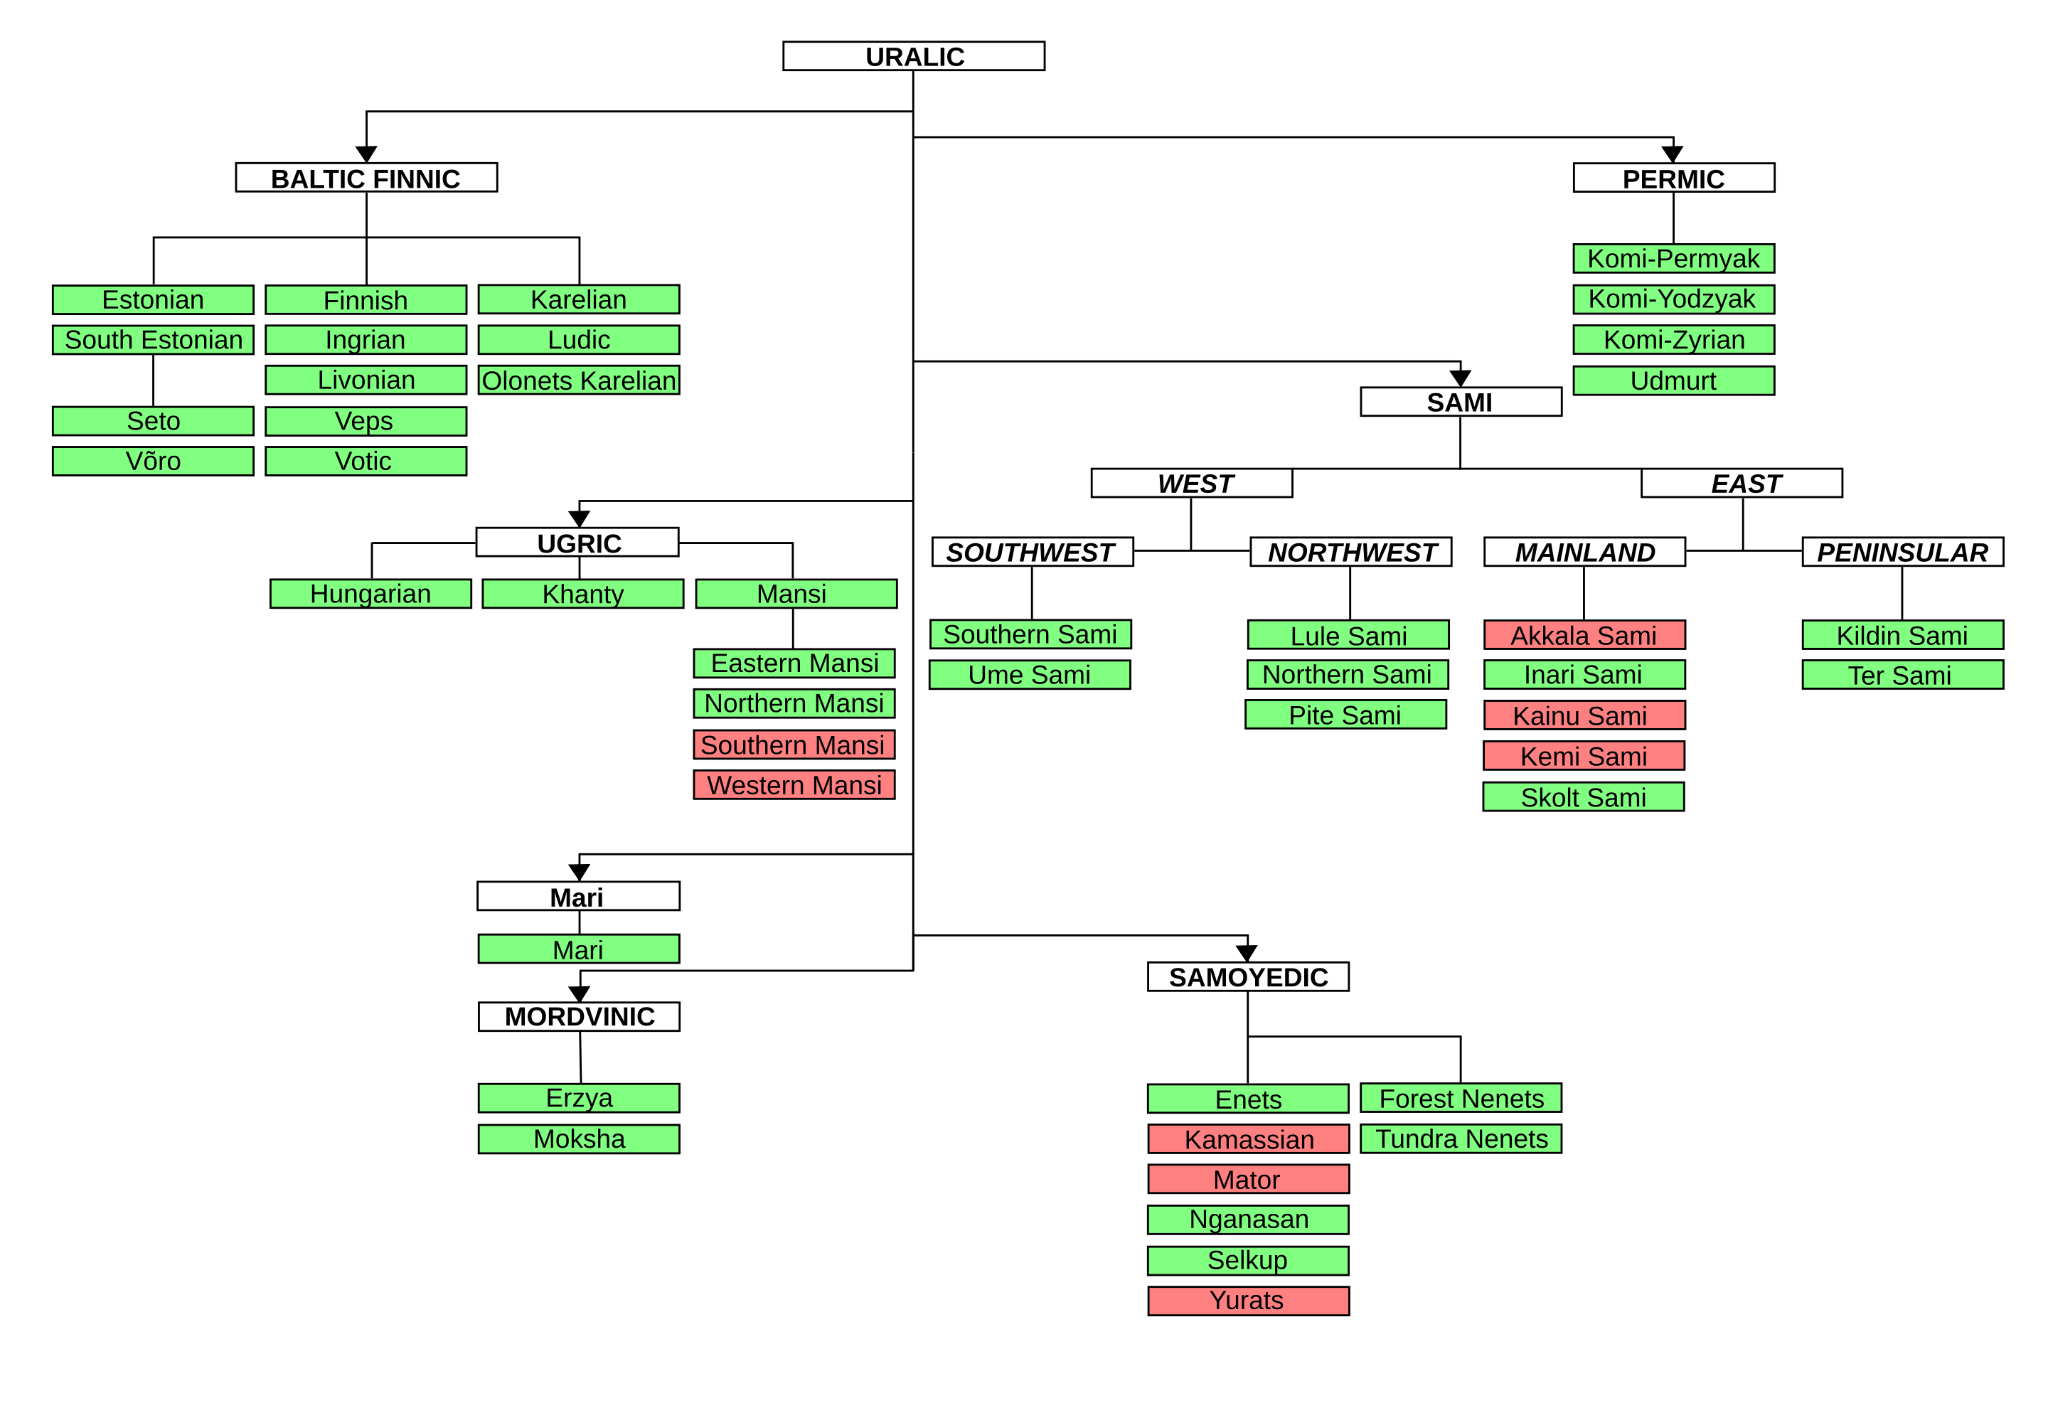 URALIC
BALTIC FINNIC
PERMIC
Estonian
South Estonian
Seto
Võro
Finnish
Ingrian
Livonian
Veps
Votic
Karelian
Ludic
Olonets Karelian
Komi-Permyak
Komi-Yodzyak
Komi-Zyrian
Udmurt
SAMI
WEST
EAST
SOUTHWEST
NORTHWEST
MAINLAND
PENINSULAR
Southern Sami
Ume Sami
Lule Sami
Northern Sami
Pite Sami
Akkala Sami
Inari Sami
Kainu Sami
Kemi Sami
Skolt Sami
Kildin Sami
Ter Sami
UGRIC
Hungarian
Khanty
Mansi
Eastern Mansi
Northern Mansi
Southern Mansi
Western Mansi
Mari
Mari
MORDVINIC
Erzya
Moksha
SAMOYEDIC
Enets
Kamassian
Mator
Nganasan
Selkup
Yurats
Forest Nenets
Tundra Nenets